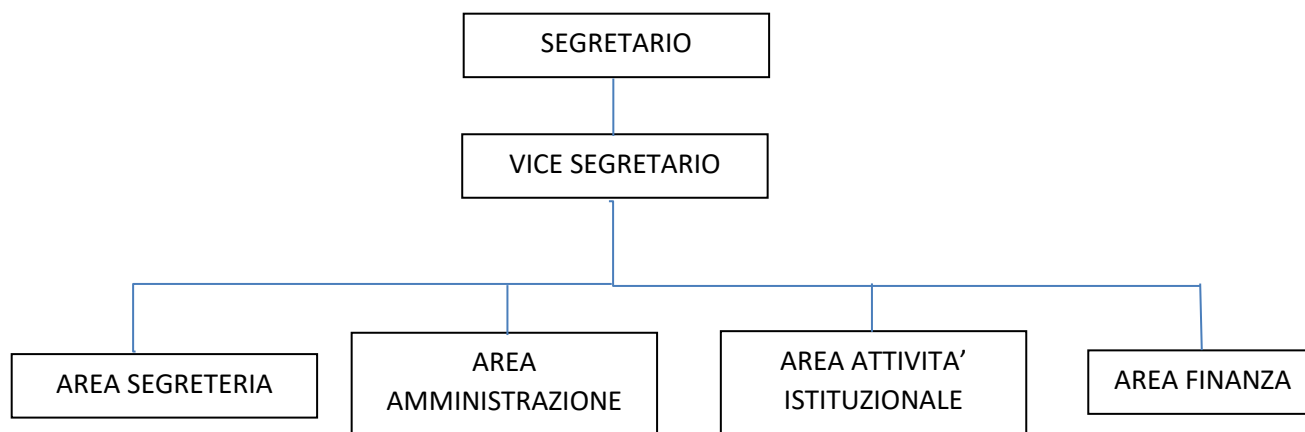 SEGRETARIO
VICE SEGRETARIO
AREA SEGRETERIA
AREA
AMMINISTRAZIONE
AREA ATTIVITA’
ISTITUZIONALE
AREA FINANZA